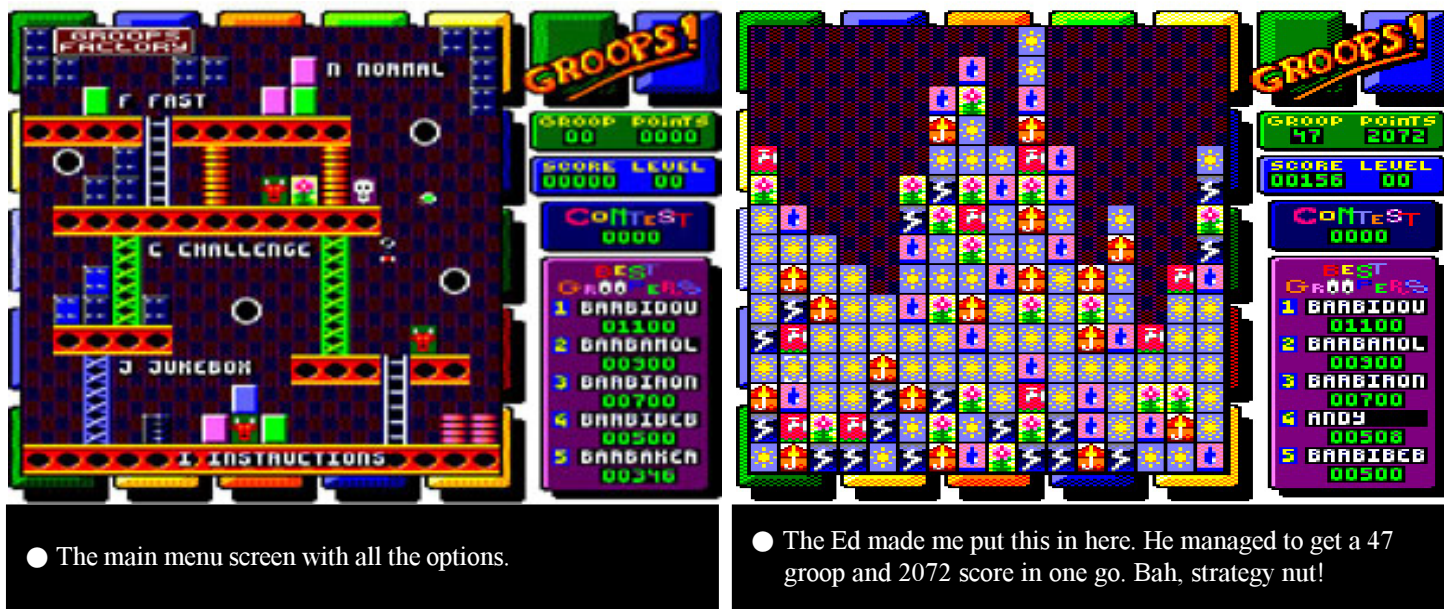 GROOPS
FACTORY
N NORMAL
F FAST
C CHALLENGE
J JUKEBOX
I, INSTRUCTIONS
GROOPS!
GROOP POINTS
00 0000
SCORE LEVEL
00000 00
CONTEST
0000
BEST
GROOPERS
1 BARBIDOU
01100
2 BARBAMOL
00900
3 BARBIRON
00700
4 BARBIBEB
00500
5 BARBAKER
00346
GROOPS!
GROOP POINTS
47 2072
SCORE LEVEL
00156 00
CONTEST
0000
BEST
GROOPERS
1 BARBIDOU
01100
2 BARBAMOL
00900
3 BARBIRON
00700
4 ANDY
00508
5 BARBIBEB
00500
● The main menu screen with all the options.
● The Ed made me put this in here. He managed to get a 47
groop and 2072 score in one go. Bah, strategy nut!